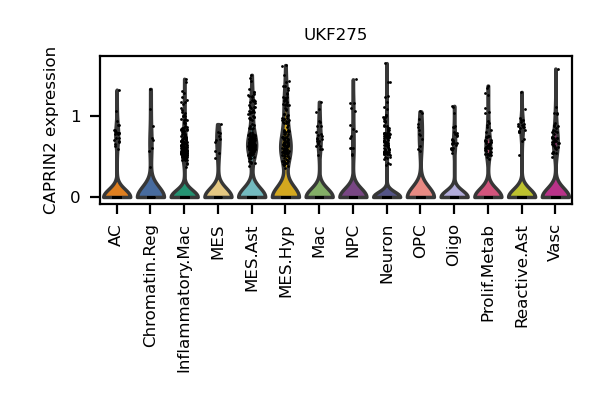 UKF275
CAPRIN2 expression
1
0
AC
Chromatin.Reg
Inflammatory.Mac
MES
MES.Ast
MES.Hyp
Mac
NPC
Neuron
OPC
Oligo
Prolif.Metab
Reactive.Ast
Vasc